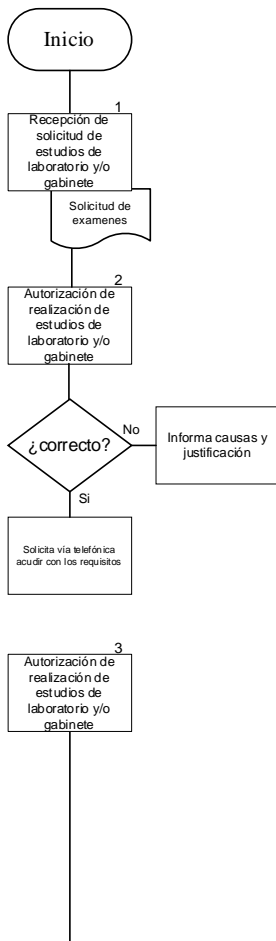 Inicio
1
Recepción de
solicitud de
estudios de
laboratorio y/o
gabinete
Solicitud de
examenes
2
Autorización de
realización de
estudios de
laboratorio y/o
gabinete
¿correcto?
No
Informa causas y
justificación
Si
Solicita vía telefónica
acudir con los requisitos
3
Autorización de
realización de
estudios de
laboratorio y/o
gabinete